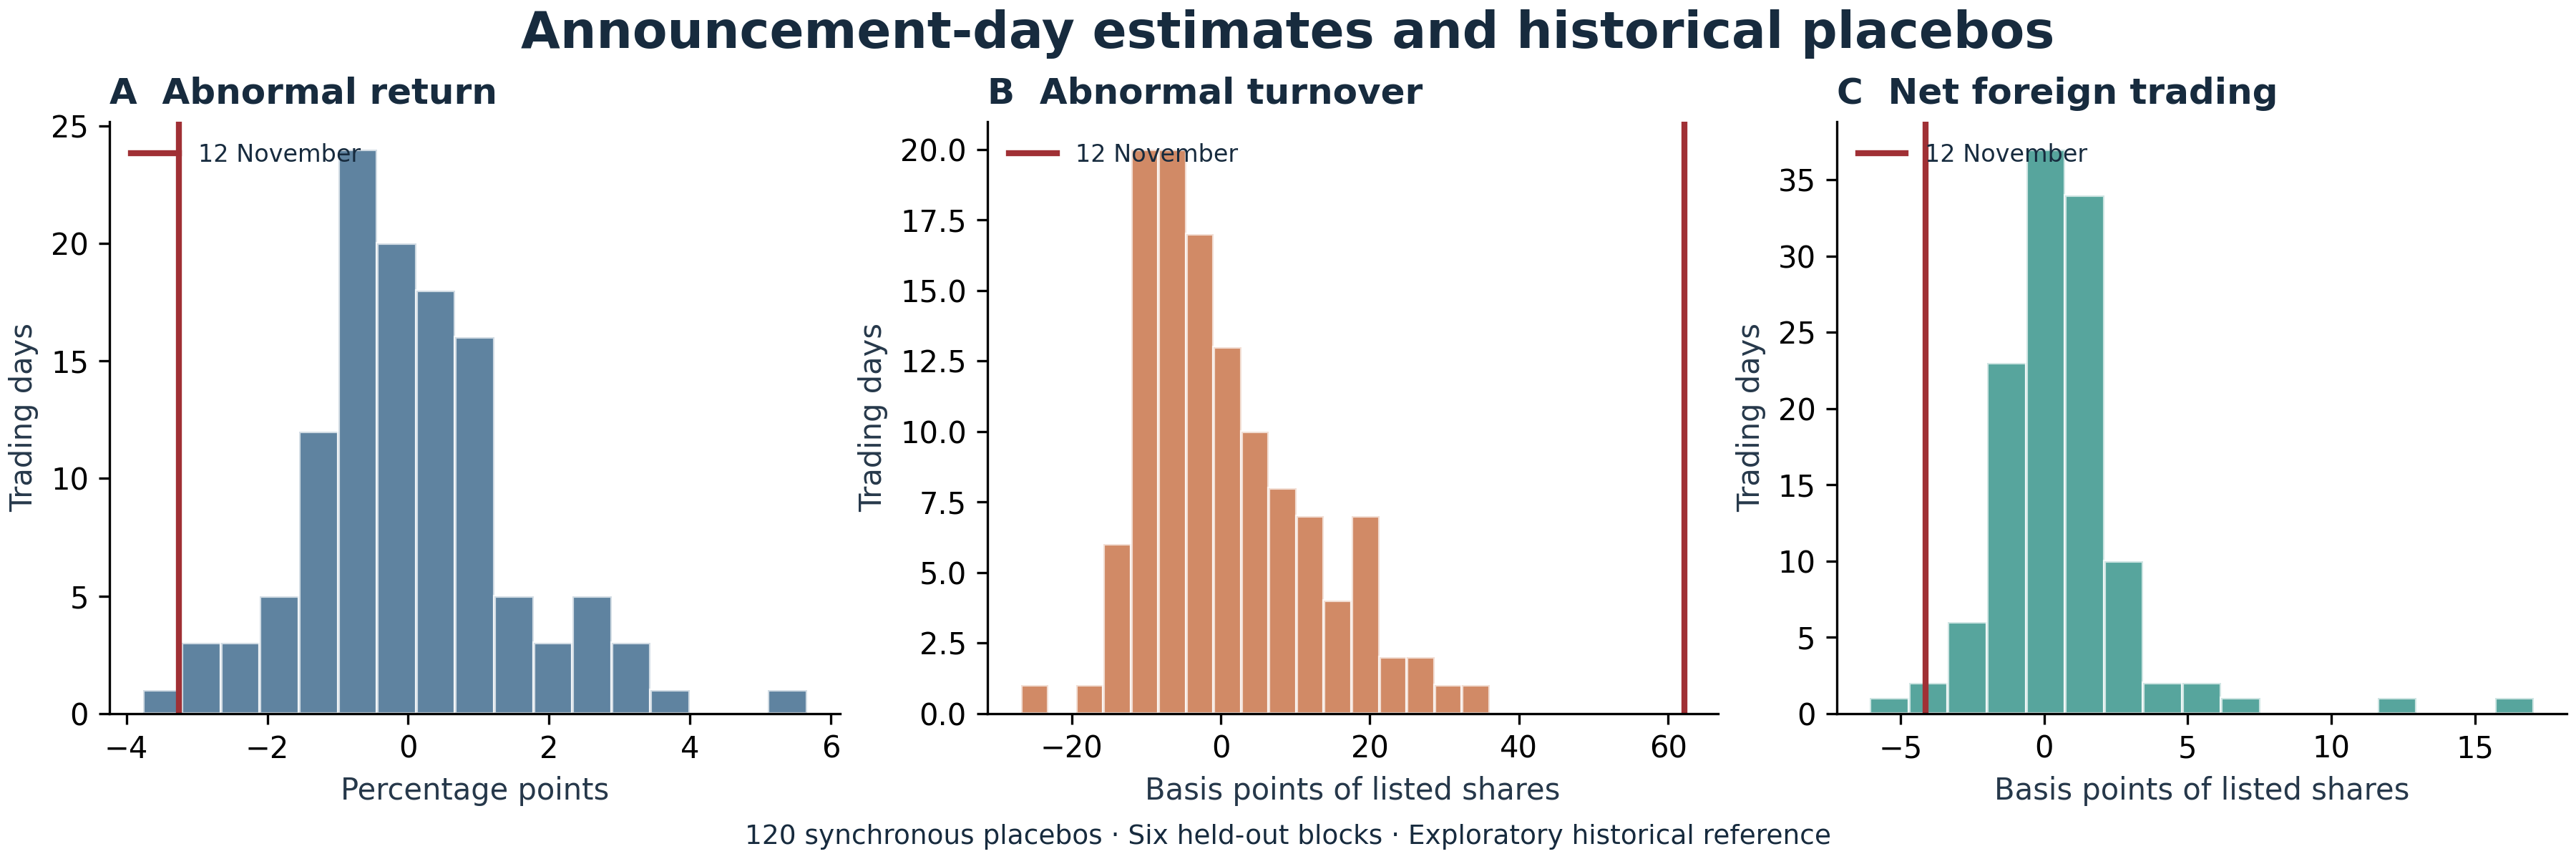 Announcement-day estimates and historical placebos
A Abnormal return
25
20
15
10
5
0
Trading days
12 November
−4 −2 0 2 4 6
Percentage points
B Abnormal turnover
20.0
17.5
15.0
12.5
10.0
7.5
5.0
2.5
0.0
Trading days
12 November
−20 0 20 40 60
Basis points of listed shares
C Net foreign trading
35
30
25
20
15
10
5
0
Trading days
12 November
−5 0 5 10 15
Basis points of listed shares
120 synchronous placebos · Six held-out blocks · Exploratory historical reference